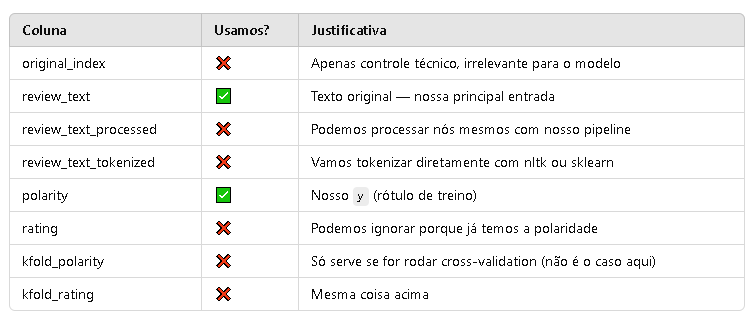 Coluna Usamos? Justificativa
original_index ❌ Apenas controle técnico, irrelevante para o modelo
review_text ✅ Texto original — nossa principal entrada
review_text_processed ❌ Podemos processar nós mesmos com nosso pipeline
review_text_tokenized ❌ Vamos tokenizar diretamente com nltk ou sklearn
polarity ✅ Nosso y (rótulo de treino)
rating ❌ Podemos ignorar porque já temos a polaridade
kfold_polarity ❌ Só serve se for rodar cross-validation (não é o caso aqui)
kfold_rating ❌ Mesma coisa acima